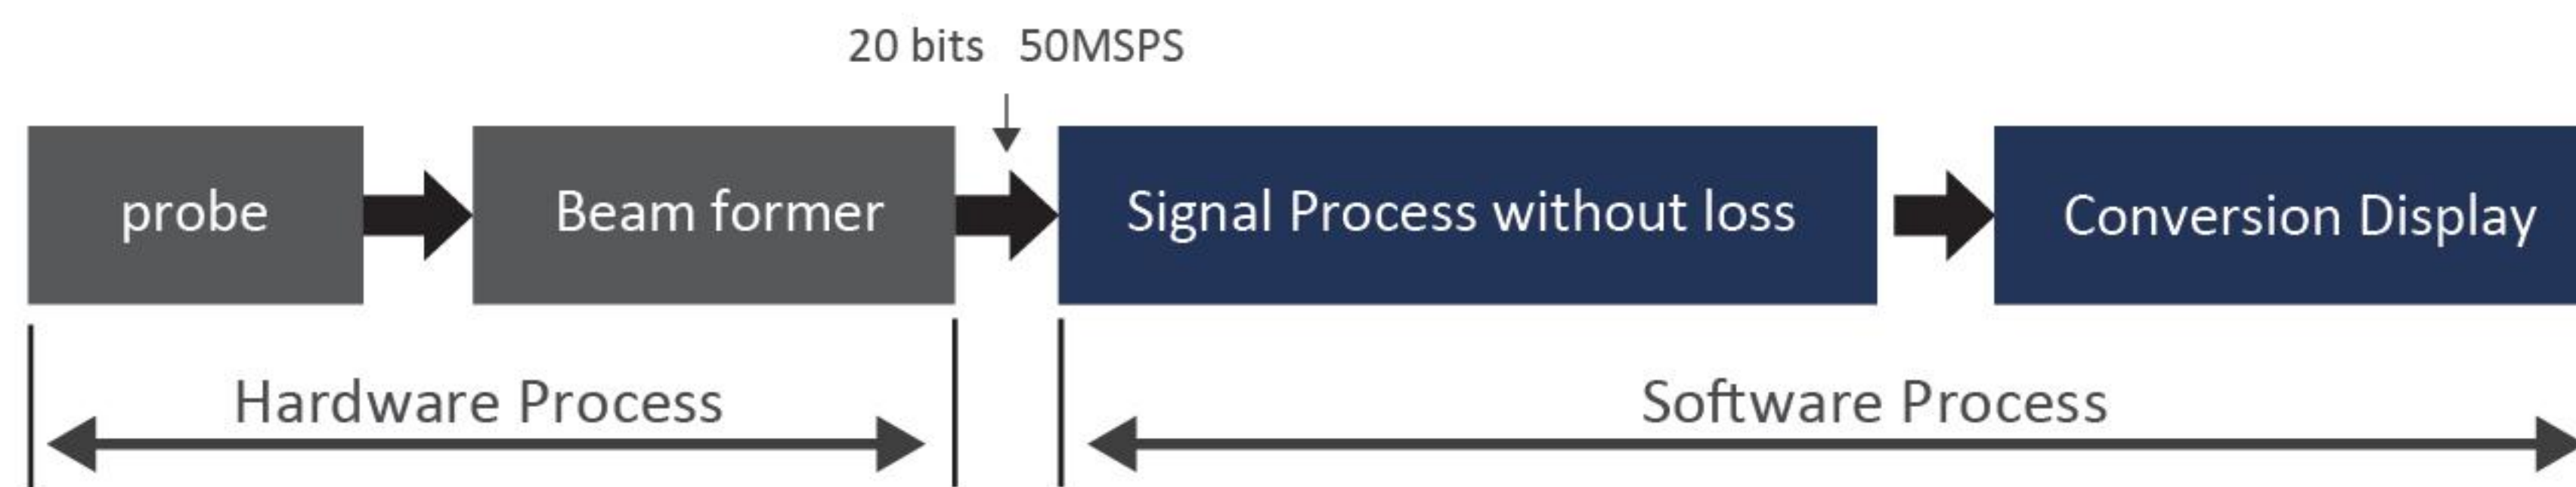 20 bits 50MSPS
probe
Beam former
Signal Process without loss
Conversion Display
Hardware Process
Software Process